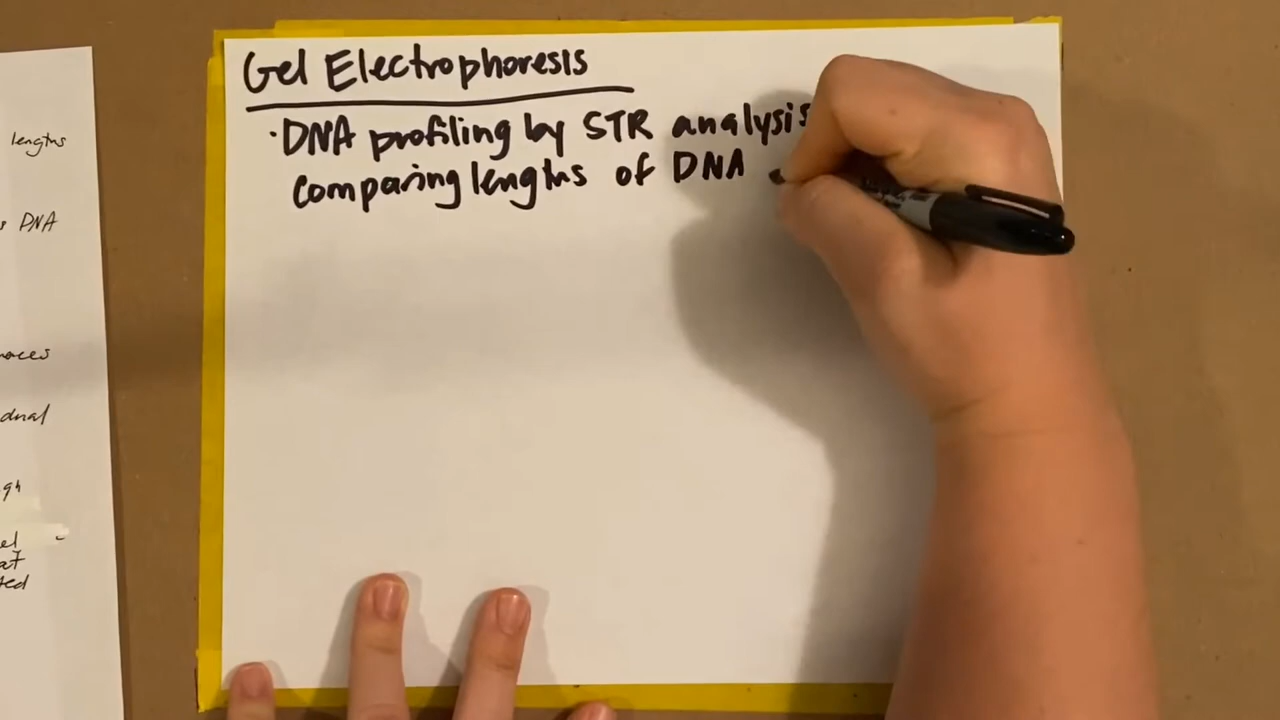 Gel Electrophoresis
· DNA profiling by STR analysis
comparing lengths of DNA
lengths
DNA